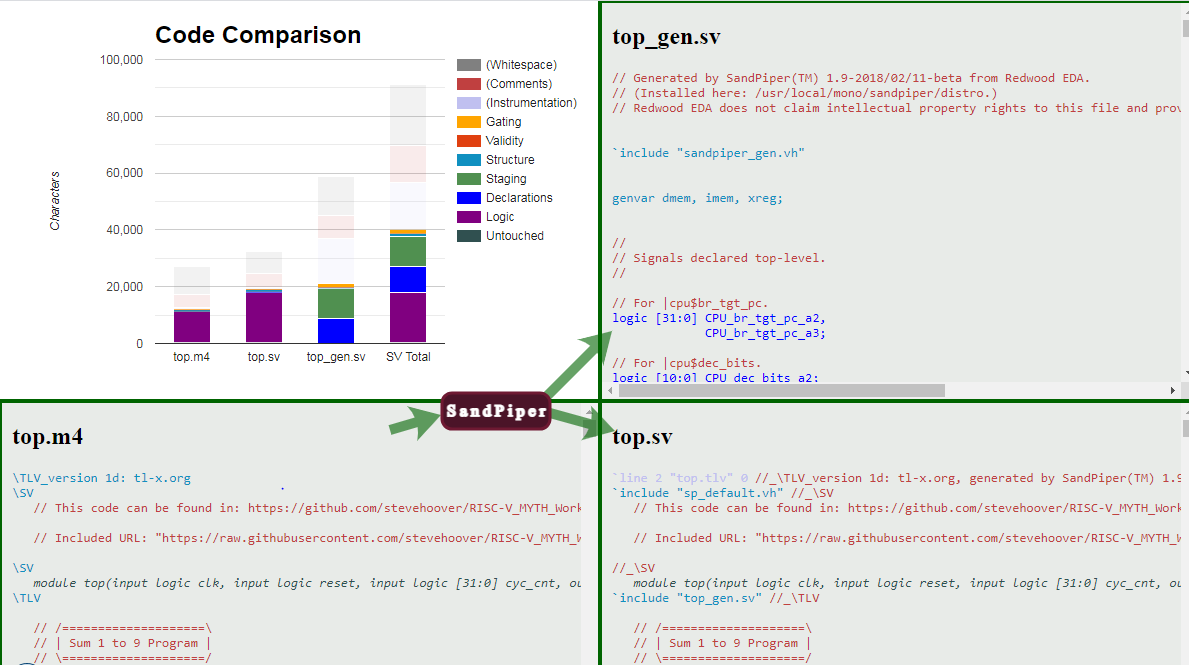 Code Comparison
100,000
80,000
60,000
40,000
20,000
0
Characters
top.m4
top.sv
top_gen.sv
SV Total
(Whitespace)
(Comments)
(Instrumentation)
Gating
Validity
Structure
Staging
Declarations
Logic
Untouched
top_gen.sv
// Generated by SandPiper(TM) 1.9-2018/02/11-beta from Redwood EDA.
// (Installed here: /usr/local/mono/sandpiper/distro.)
// Redwood EDA does not claim intellectual property rights to this file and prov
`include "sandpiper_gen.vh"
genvar dmem, imem, xreg;
//
// Signals declared top-level.
//
// For |cpu$br_tgt_pc.
logic [31:0] CPU_br_tgt_pc_a2,
CPU_br_tgt_pc_a3;
// For |cpu$dec_bits.
logic [10:0] CPU_dec_bits_a2;
SandPiper
top.m4
\TLV_version 1d: tl-x.org
\SV
// This code can be found in: https://github.com/stevehoover/RISC-V_MYTH_Work
// Included URL: "https://raw.githubusercontent.com/stevehoover/RISC-V_MYTH_W
\SV
module top(input logic clk, input logic reset, input logic [31:0] cyc_cnt, ou
\TLV
// /====================\
// | Sum 1 to 9 Program |
// \====================/
top.sv
`line 2 "top.tlv" 0 //_\TLV_version 1d: tl-x.org, generated by SandPiper(TM) 1.9
`include "sp_default.vh" //_\SV
// This code can be found in: https://github.com/stevehoover/RISC-V_MYTH_Work
// Included URL: "https://raw.githubusercontent.com/stevehoover/RISC-V_MYTH_W
//_\SV
module top(input logic clk, input logic reset, input logic [31:0] cyc_cnt, ou
`include "top_gen.sv" //_\TLV
// /====================\
// | Sum 1 to 9 Program |
// \====================/